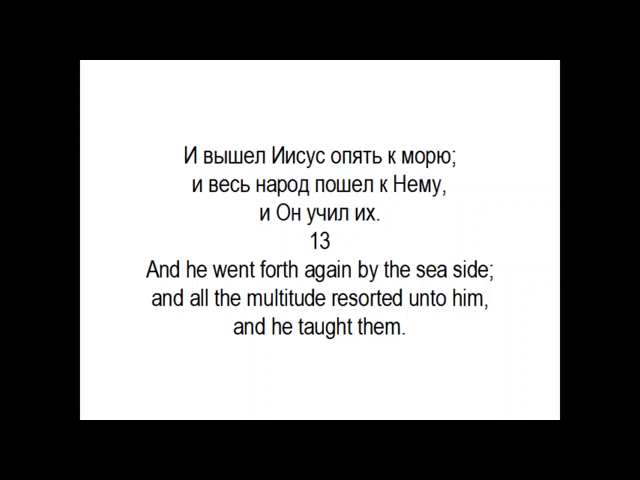 И вышел Иисус опять к морю;
и весь народ пошел к Нему,
и Он учил их.
13
And he went forth again by the sea side;
and all the multitude resorted unto him,
and he taught them.